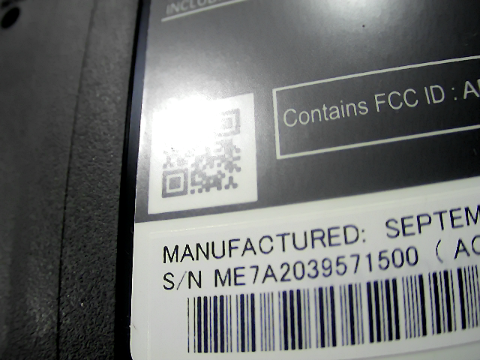 Contains FCC ID :
MANUFACTURED:
S/N ME7A2039571500 (